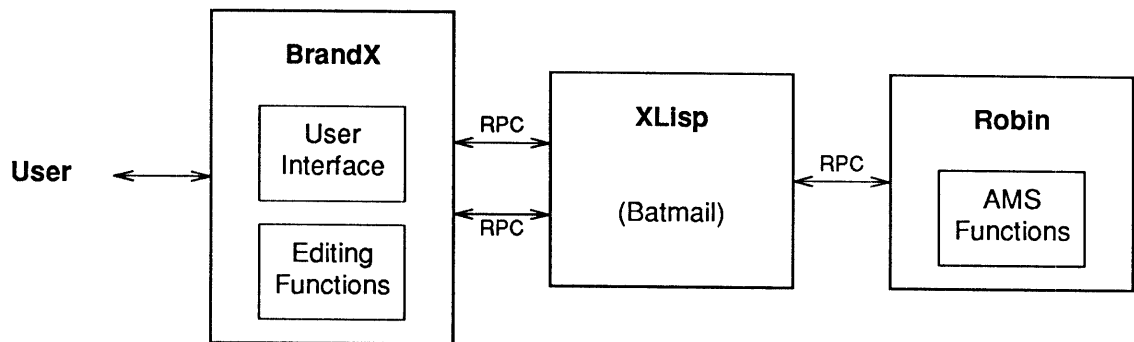 User
BrandX
User
Interface
Editing
Functions
RPC
RPC
XLisp
(Batmail)
RPC
Robin
AMS
Functions